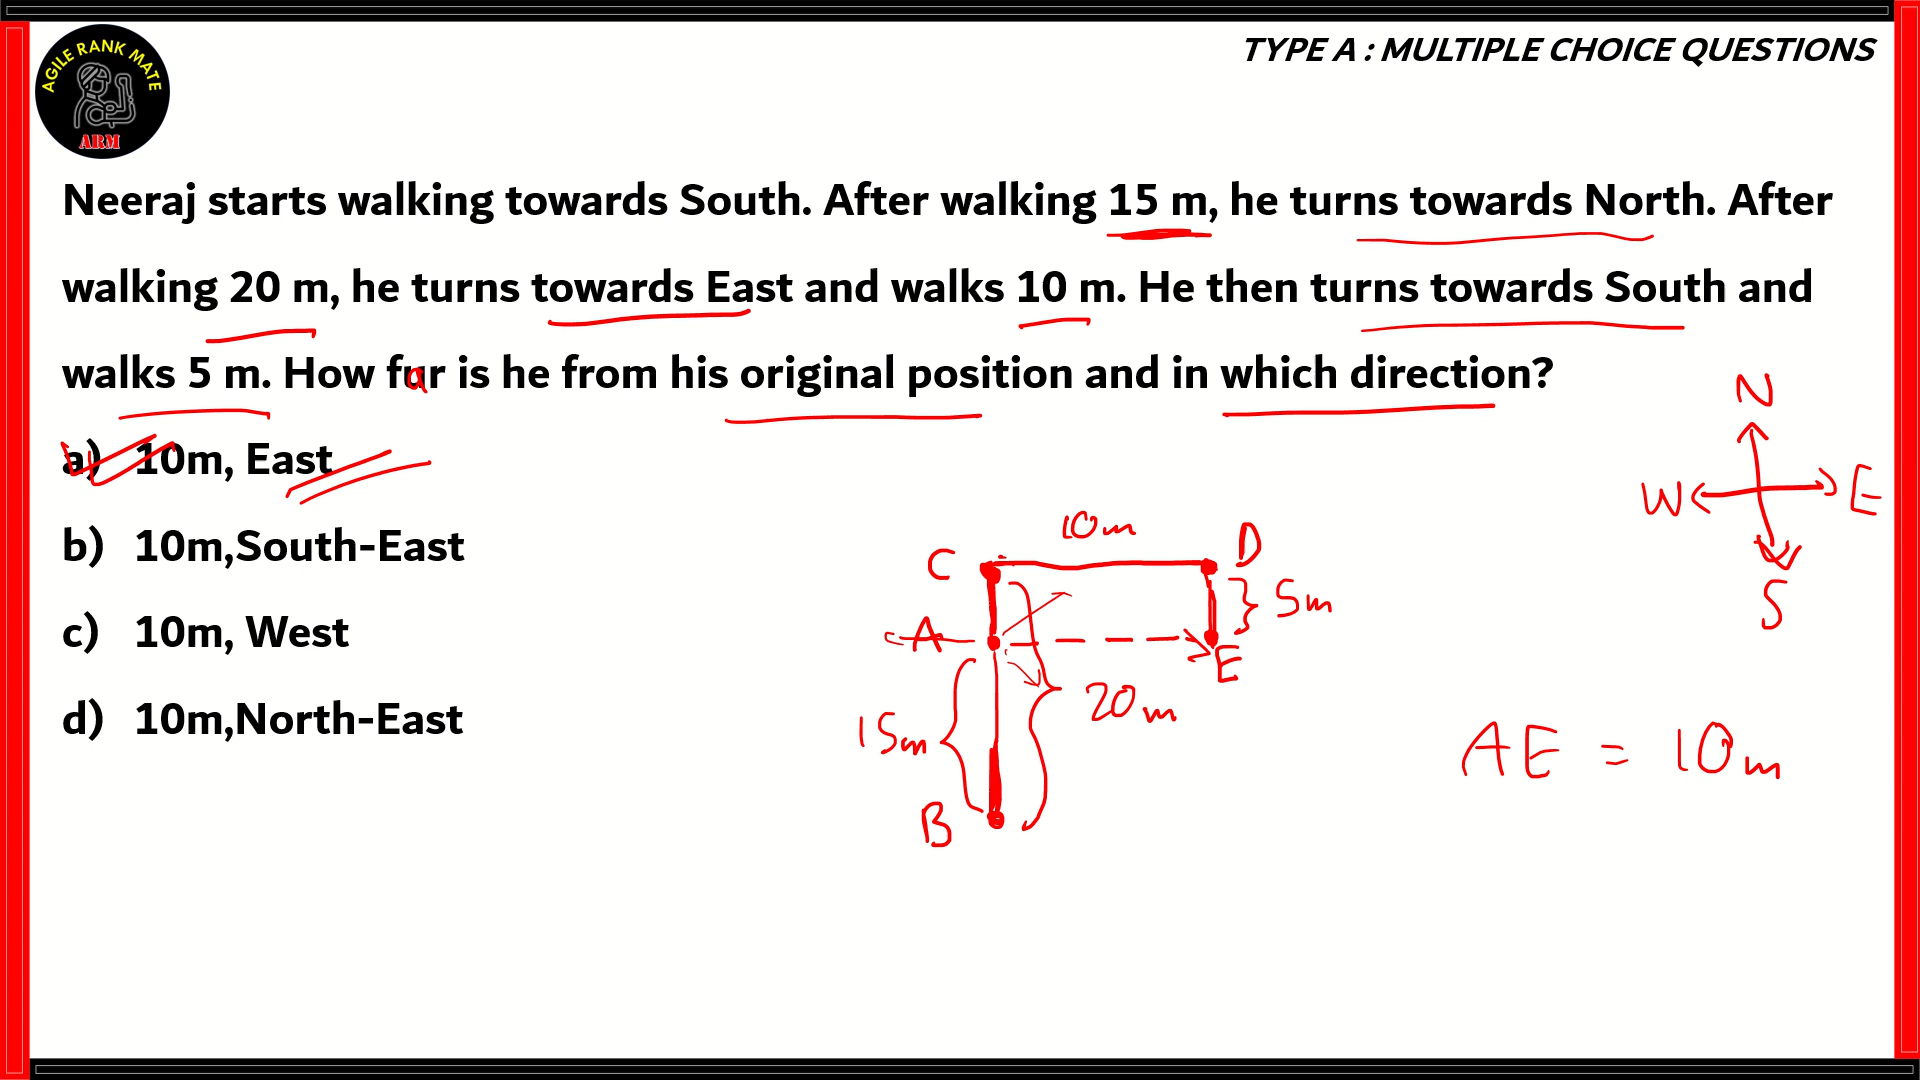 AGILE RANK MATE
ARM
TYPE A : MULTIPLE CHOICE QUESTIONS
Neeraj starts walking towards South. After walking 15 m, he turns towards North. After
walking 20 m, he turns towards East and walks 10 m. He then turns towards South and
walks 5 m. How far is he from his original position and in which direction?
a) 10m, East
b) 10m,South-East
c) 10m, West
d) 10m,North-East
N
W E
S
10m
C D
5m
A
E
20m
15m
B
AE = 10m